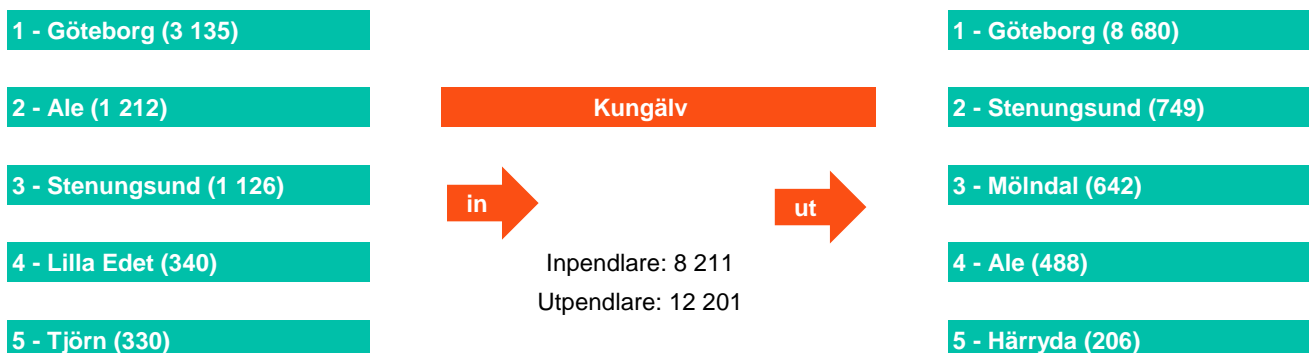 1 - Göteborg (3 135)
2 - Ale (1 212)
3 - Stenungsund (1 126)
4 - Lilla Edet (340)
5 - Tjörn (330)
Kungälv
in
ut
Inpendlare: 8 211
Utpendlare: 12 201
1 - Göteborg (8 680)
2 - Stenungsund (749)
3 - Mölndal (642)
4 - Ale (488)
5 - Härryda (206)